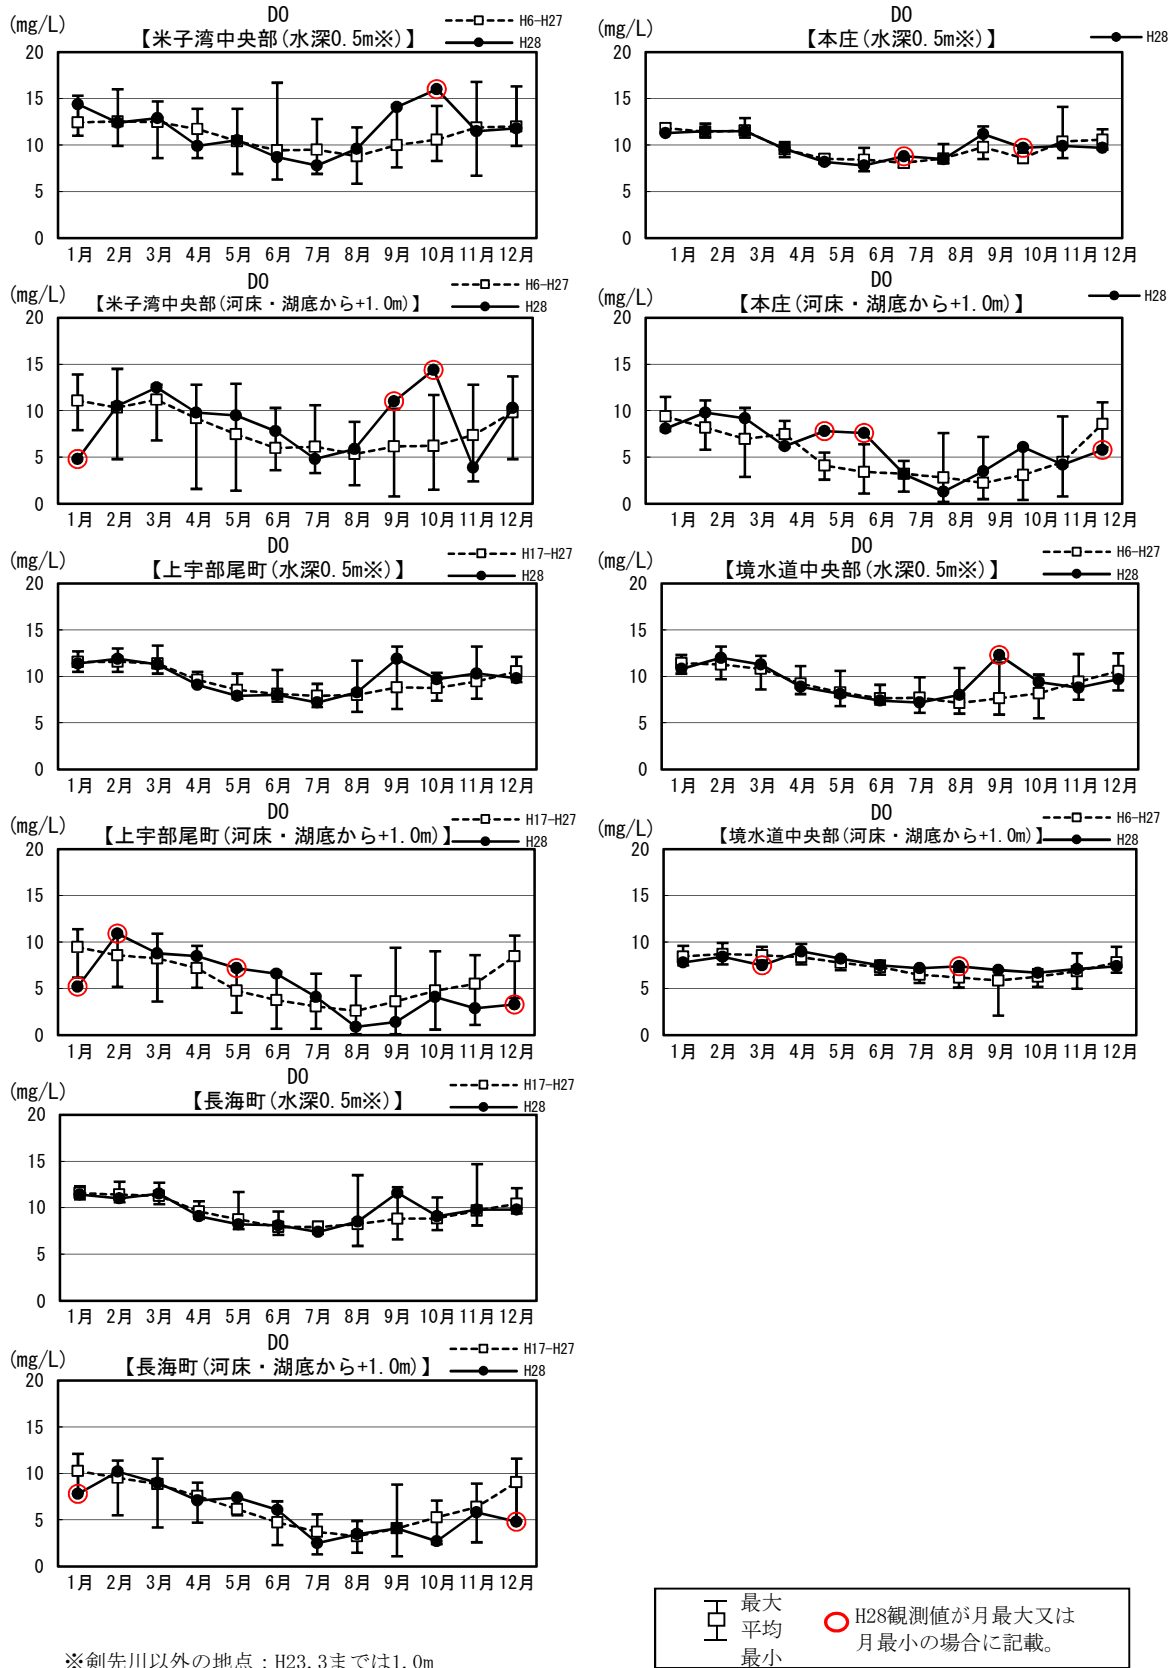 (mg/L) DO H6-H27
【米子湾中央部(水深0.5m※)】 H28
20
15
10
5
0
1月 2月 3月 4月 5月 6月 7月 8月 9月 10月 11月 12月
DO
【本庄(水深0.5m※)】 H28
(mg/L)
20
15
10
5
0
1月 2月 3月 4月 5月 6月 7月 8月 9月 10月 11月 12月
(mg/L) DO H6-H27
【米子湾中央部(河床・湖底から+1.0m)】 H28
20
15
10
5
0
1月 2月 3月 4月 5月 6月 7月 8月 9月 10月 11月 12月
(mg/L) DO H28
【本庄(河床・湖底から+1.0m)】
20
15
10
5
0
1月 2月 3月 4月 5月 6月 7月 8月 9月 10月 11月 12月
(mg/L) DO H17-H27
【上宇部尾町(水深0.5m※)】 H28
20
15
10
5
0
1月 2月 3月 4月 5月 6月 7月 8月 9月 10月 11月 12月
(mg/L) DO H6-H27
【境水道中央部(水深0.5m※)】 H28
20
15
10
5
0
1月 2月 3月 4月 5月 6月 7月 8月 9月 10月 11月 12月
(mg/L) DO H17-H27
【上宇部尾町(河床・湖底から+1.0m)】 H28
20
15
10
5
0
1月 2月 3月 4月 5月 6月 7月 8月 9月 10月 11月 12月
(mg/L) DO H6-H27
【境水道中央部(河床・湖底から+1.0m)】 H28
20
15
10
5
0
1月 2月 3月 4月 5月 6月 7月 8月 9月 10月 11月 12月
(mg/L) DO H17-H27
【長海町(水深0.5m※)】 H28
20
15
10
5
0
1月 2月 3月 4月 5月 6月 7月 8月 9月 10月 11月 12月
(mg/L) DO H17-H27
【長海町(河床・湖底から+1.0m)】 H28
20
15
10
5
0
1月 2月 3月 4月 5月 6月 7月 8月 9月 10月 11月 12月
最大
平均
最小
H28観測値が月最大又は
月最小の場合に記載。
※剣先川以外の地点：H23.3までは1.0m